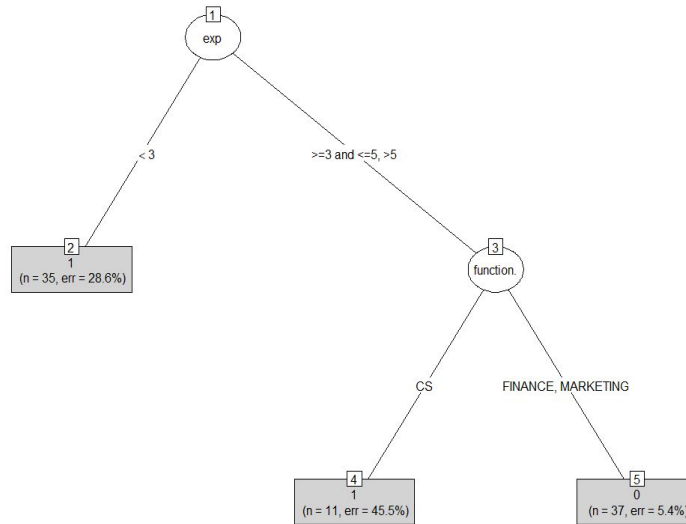 1
exp
< 3
>=3 and <=5, >5
2
1
(n = 35, err = 28.6%)
3
function.
CS
FINANCE, MARKETING
4
1
(n = 11, err = 45.5%)
5
0
(n = 37, err = 5.4%)